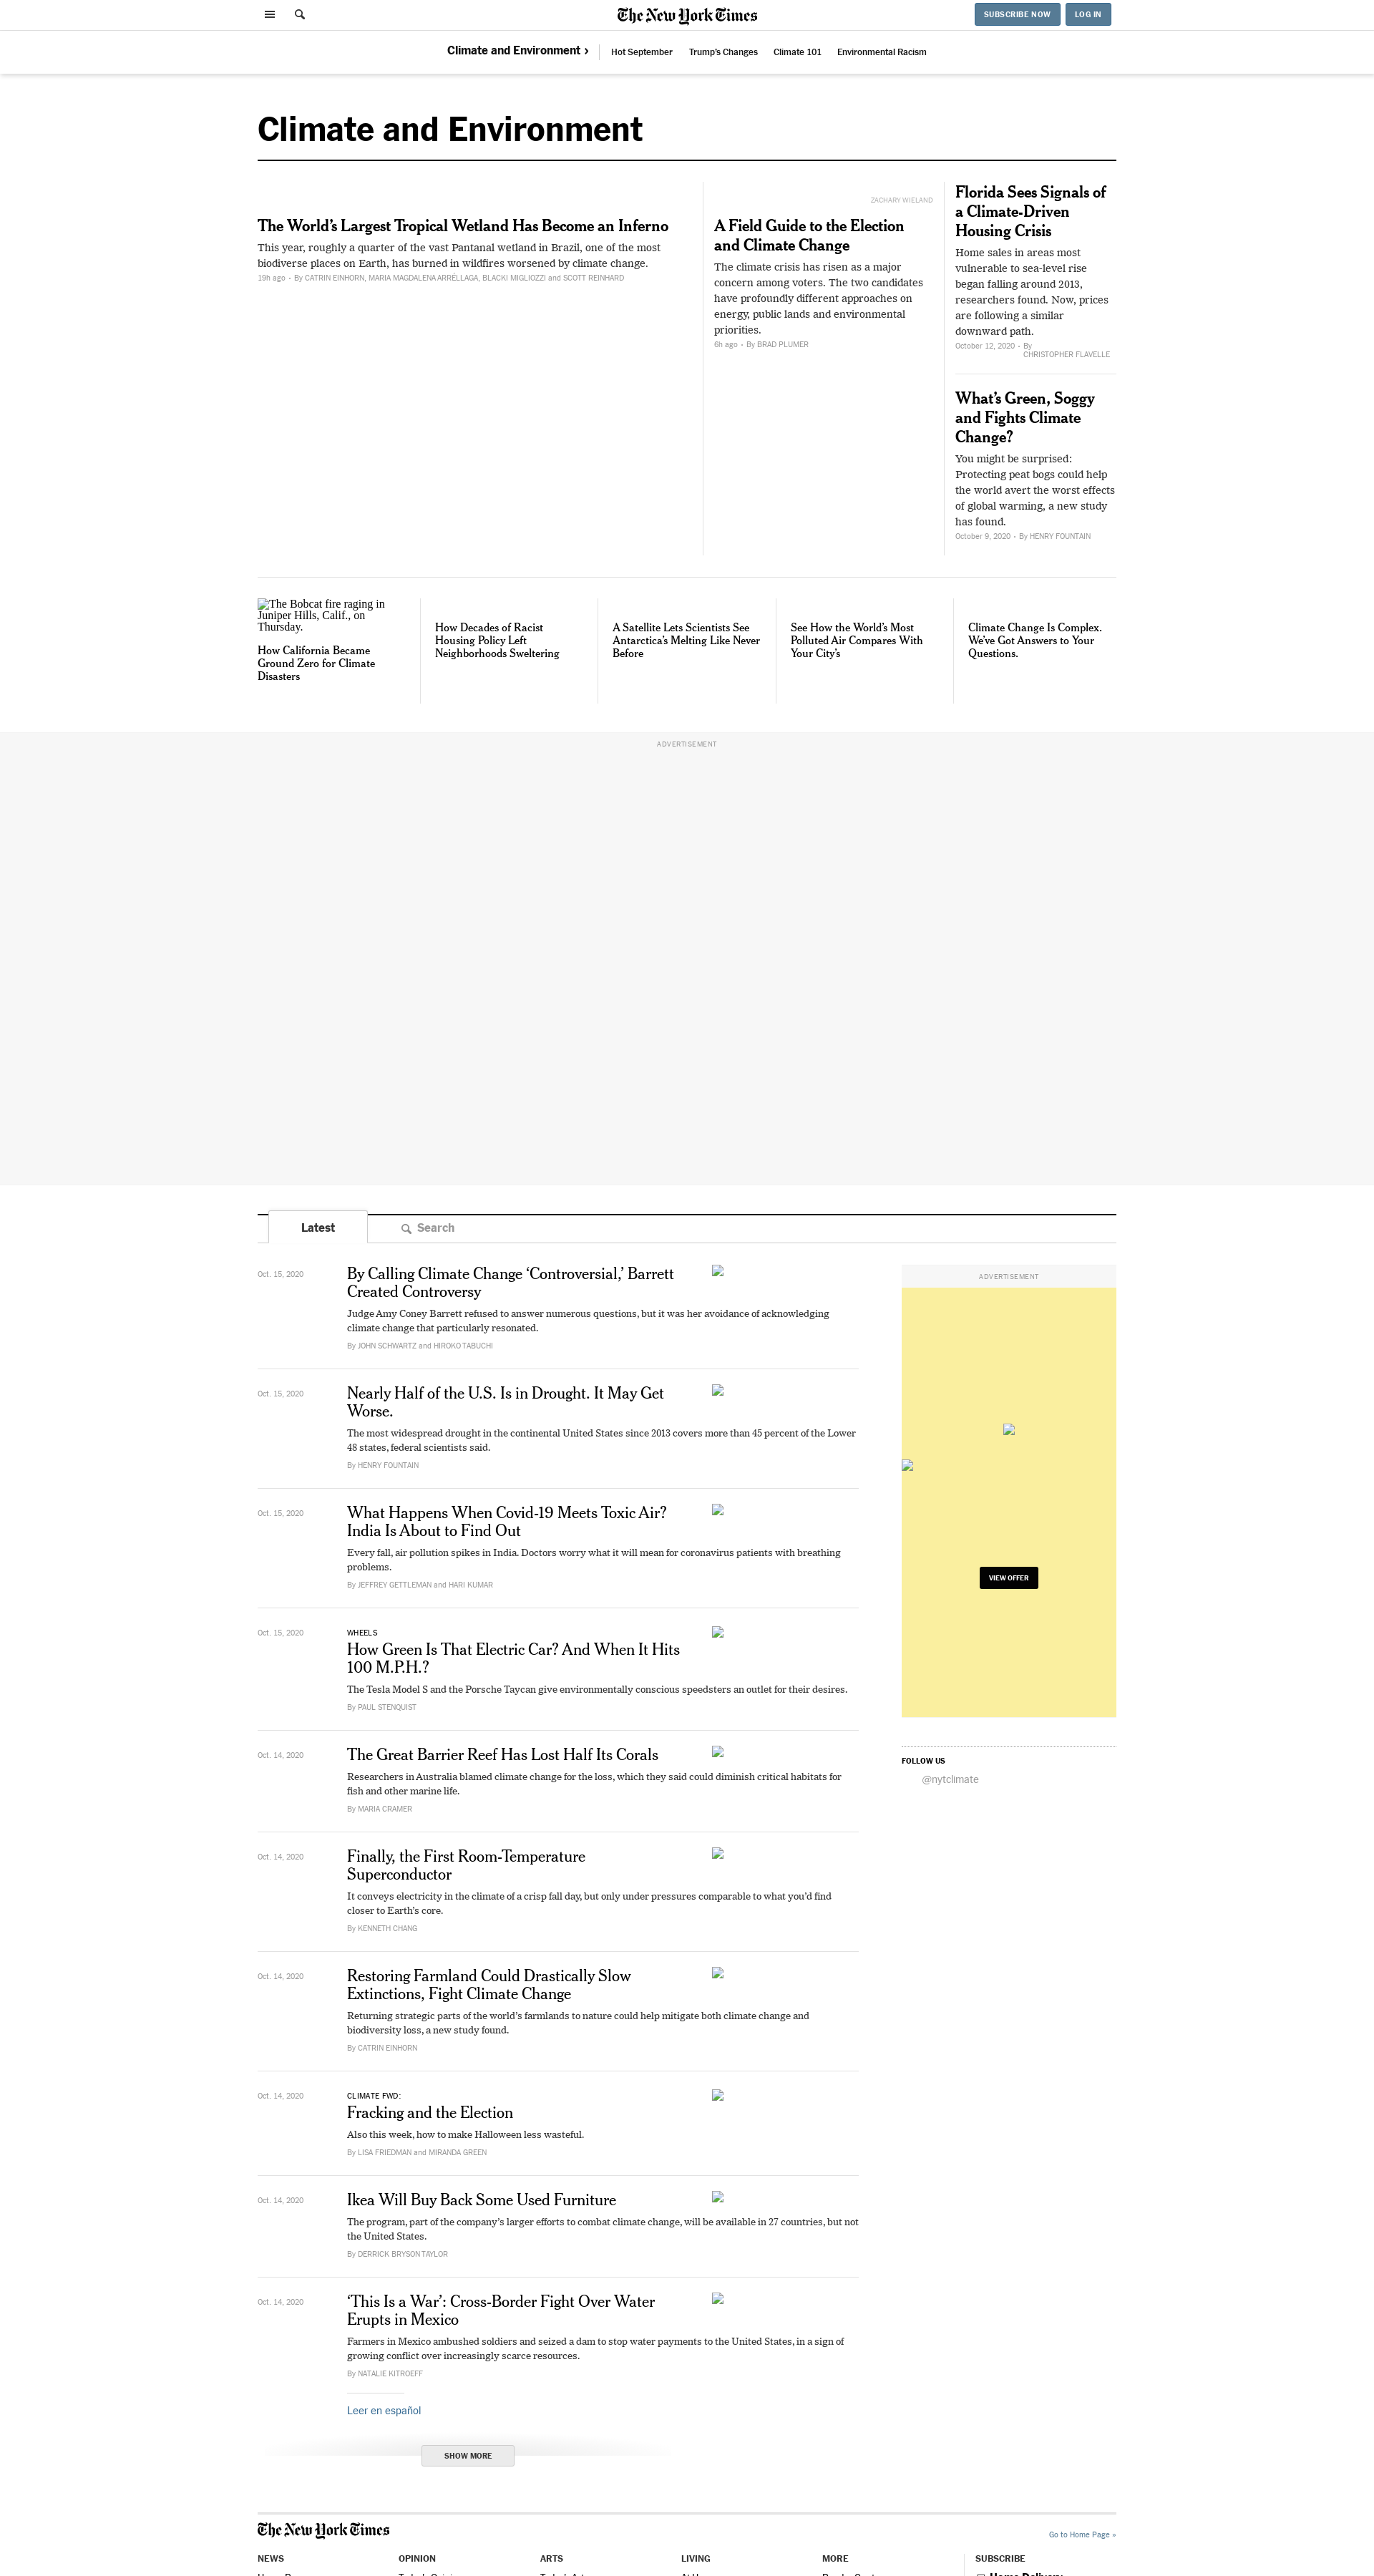 The New York Times
SUBSCRIBE NOW
LOG IN
Climate and Environment ›
Hot September
Trump's Changes
Climate 101
Environmental Racism
Climate and Environment
The World's Largest Tropical Wetland Has Become an Inferno
This year, roughly a quarter of the vast Pantanal wetland in Brazil, one of the most
biodiverse places on Earth, has burned in wildfires worsened by climate change.
19h ago - By CATRIN EINHORN, MARIA MAGDALENA ARRÉLLAGA, BLACKI MIGLIOZZI and SCOTT REINHARD
ZACHARY WIELAND
A Field Guide to the Election
and Climate Change
The climate crisis has risen as a major
concern among voters. The two candidates
have profoundly different approaches on
energy, public lands and environmental
priorities.
6h ago - By BRAD PLUMER
Florida Sees Signals of
a Climate-Driven
Housing Crisis
Home sales in areas most
vulnerable to sea-level rise
began falling around 2013,
researchers found. Now, prices
are following a similar
downward path.
October 12, 2020 - By
CHRISTOPHER FLAVELLE
What's Green, Soggy
and Fights Climate
Change?
You might be surprised:
Protecting peat bogs could help
the world avert the worst effects
of global warming, a new study
has found.
October 9, 2020 - By HENRY FOUNTAIN
The Bobcat fire raging in
Juniper Hills, Calif., on
Thursday.
How California Became
Ground Zero for Climate
Disasters
How Decades of Racist
Housing Policy Left
Neighborhoods Sweltering
A Satellite Lets Scientists See
Antarctica's Melting Like Never
Before
See How the World's Most
Polluted Air Compares With
Your City's
Climate Change Is Complex.
We've Got Answers to Your
Questions.
ADVERTISEMENT
Latest
Search
Oct. 15, 2020
By Calling Climate Change 'Controversial,' Barrett
Created Controversy
Judge Amy Coney Barrett refused to answer numerous questions, but it was her avoidance of acknowledging
climate change that particularly resonated.
By JOHN SCHWARTZ and HIROKO TABUCHI
Oct. 15, 2020
Nearly Half of the U.S. Is in Drought. It May Get
Worse.
The most widespread drought in the continental United States since 2013 covers more than 45 percent of the Lower
48 states, federal scientists said.
By HENRY FOUNTAIN
Oct. 15, 2020
What Happens When Covid-19 Meets Toxic Air?
India Is About to Find Out
Every fall, air pollution spikes in India. Doctors worry what it will mean for coronavirus patients with breathing
problems.
By JEFFREY GETTLEMAN and HARI KUMAR
Oct. 15, 2020
WHEELS
How Green Is That Electric Car? And When It Hits
100 M.P.H.?
The Tesla Model S and the Porsche Taycan give environmentally conscious speedsters an outlet for their desires.
By PAUL STENQUIST
Oct. 14, 2020
The Great Barrier Reef Has Lost Half Its Corals
Researchers in Australia blamed climate change for the loss, which they said could diminish critical habitats for
fish and other marine life.
By MARIA CRAMER
Oct. 14, 2020
Finally, the First Room-Temperature
Superconductor
It conveys electricity in the climate of a crisp fall day, but only under pressures comparable to what you'd find
closer to Earth's core.
By KENNETH CHANG
Oct. 14, 2020
Restoring Farmland Could Drastically Slow
Extinctions, Fight Climate Change
Returning strategic parts of the world's farmlands to nature could help mitigate both climate change and
biodiversity loss, a new study found.
By CATRIN EINHORN
Oct. 14, 2020
CLIMATE FWD:
Fracking and the Election
Also this week, how to make Halloween less wasteful.
By LISA FRIEDMAN and MIRANDA GREEN
Oct. 14, 2020
Ikea Will Buy Back Some Used Furniture
The program, part of the company's larger efforts to combat climate change, will be available in 27 countries, but not
the United States.
By DERRICK BRYSON TAYLOR
Oct. 14, 2020
'This Is a War': Cross-Border Fight Over Water
Erupts in Mexico
Farmers in Mexico ambushed soldiers and seized a dam to stop water payments to the United States, in a sign of
growing conflict over increasingly scarce resources.
By NATALIE KITROEFF
Leer en español
SHOW MORE
ADVERTISEMENT
VIEW OFFER
FOLLOW US
@nytclimate
The New York Times
Go to Home Page »
NEWS
OPINION
ARTS
LIVING
MORE
SUBSCRIBE